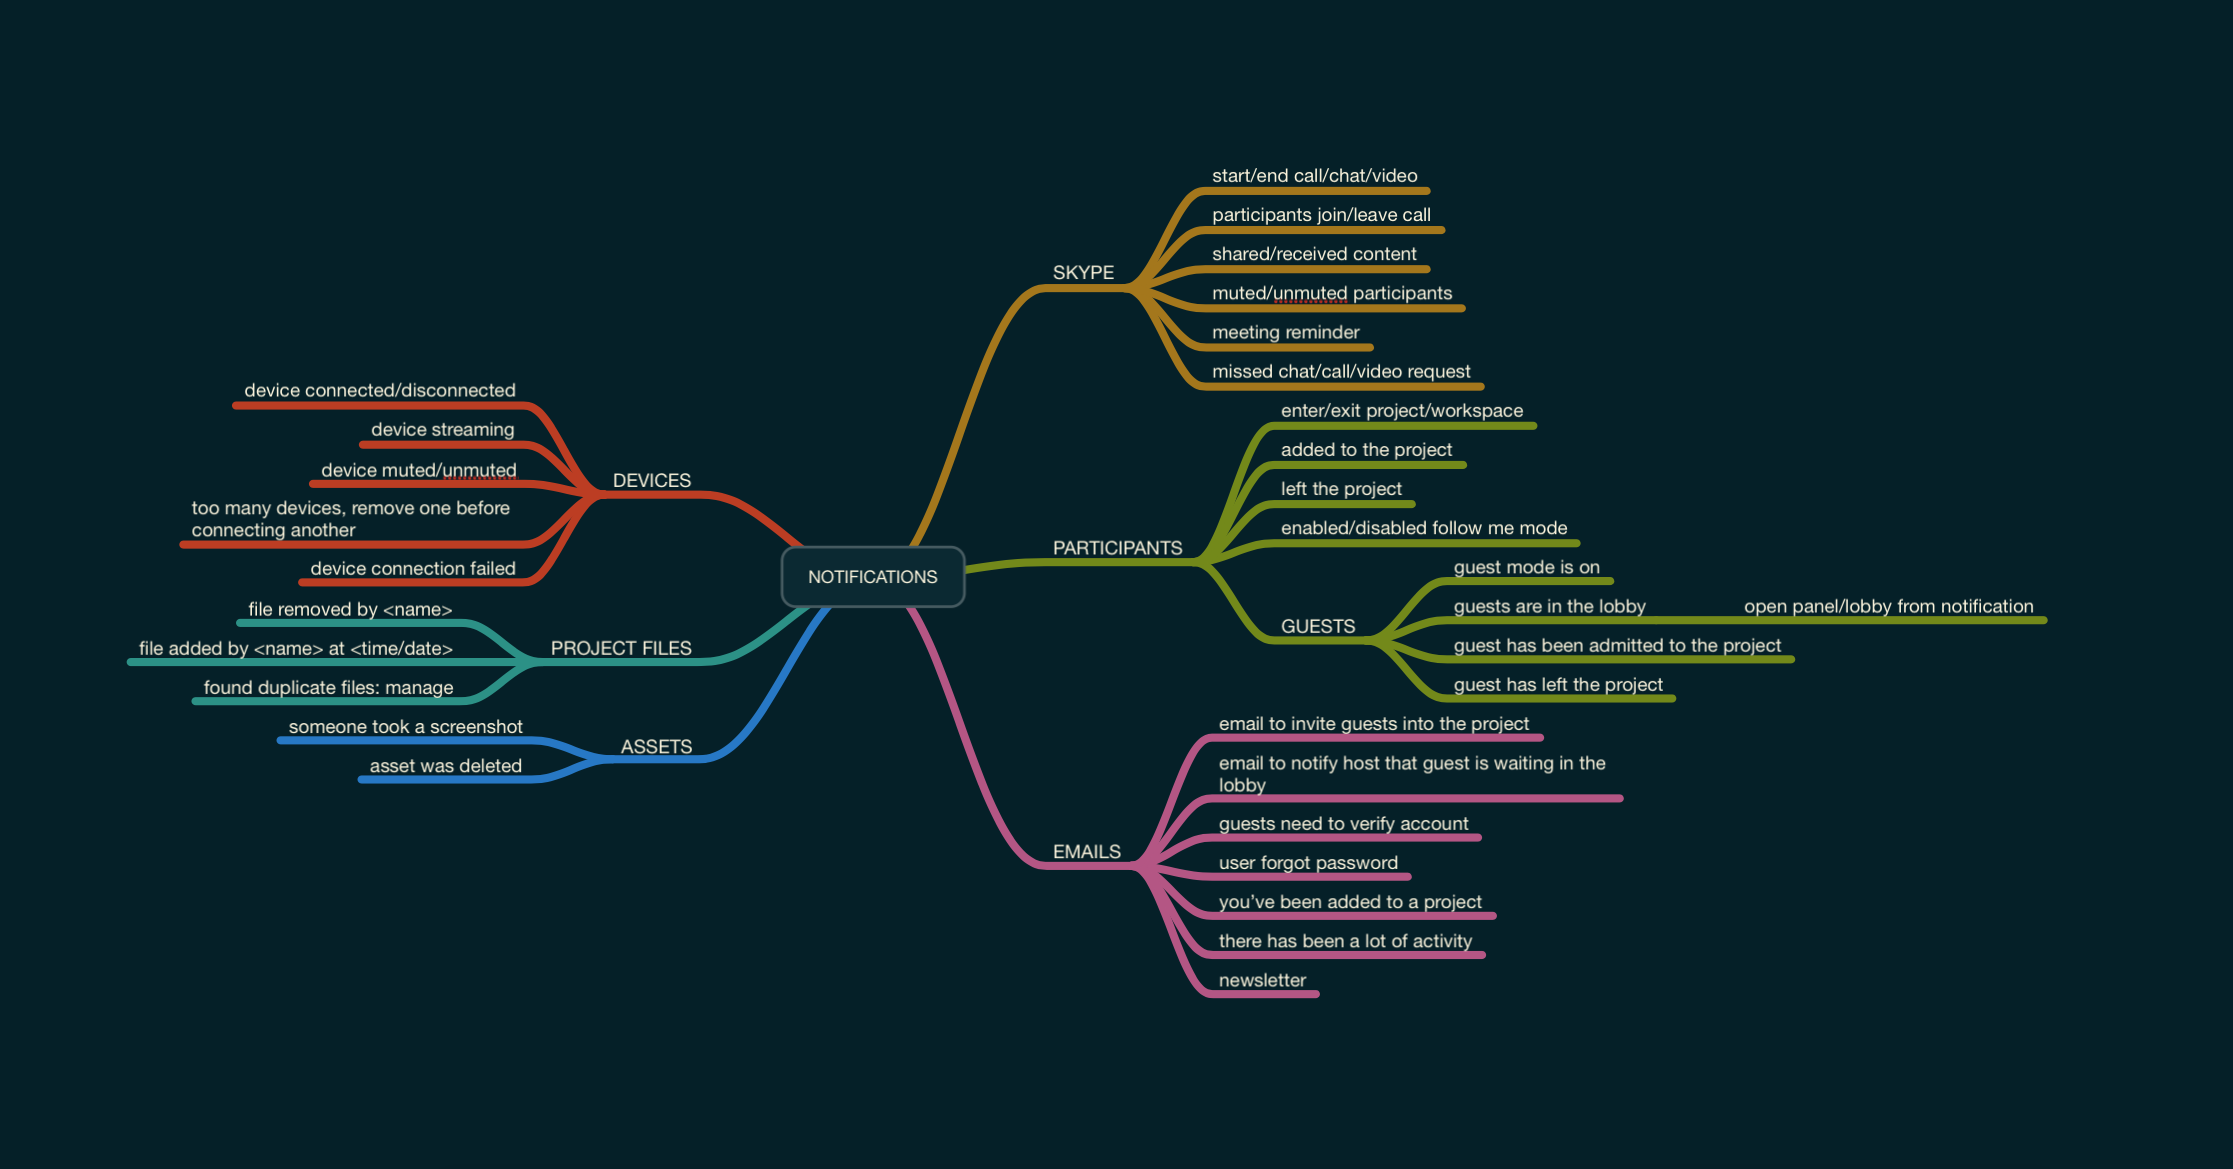 NOTIFICATIONS
SKYPE
start/end call/chat/video
participants join/leave call
shared/received content
muted/unmuted participants
meeting reminder
missed chat/call/video request
PARTICIPANTS
enter/exit project/workspace
added to the project
left the project
enabled/disabled follow me mode
GUESTS
guest mode is on
guests are in the lobby
open panel/lobby from notification
guest has been admitted to the project
guest has left the project
EMAILS
email to invite guests into the project
email to notify host that guest is waiting in the
lobby
guests need to verify account
user forgot password
you’ve been added to a project
there has been a lot of activity
newsletter
DEVICES
device connected/disconnected
device streaming
device muted/unmuted
too many devices, remove one before
connecting another
device connection failed
PROJECT FILES
file removed by <name>
file added by <name> at <time/date>
found duplicate files: manage
ASSETS
someone took a screenshot
asset was deleted